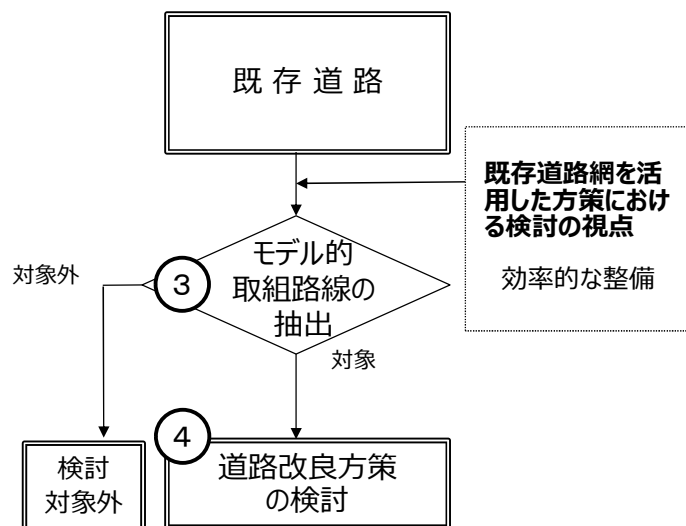 既存道路
既存道路網を活
用した方策におけ
る検討の視点
効率的な整備
モデル的
取組路線の
抽出
③
対象外
対象
④
検討
対象外
道路改良方策
の検討